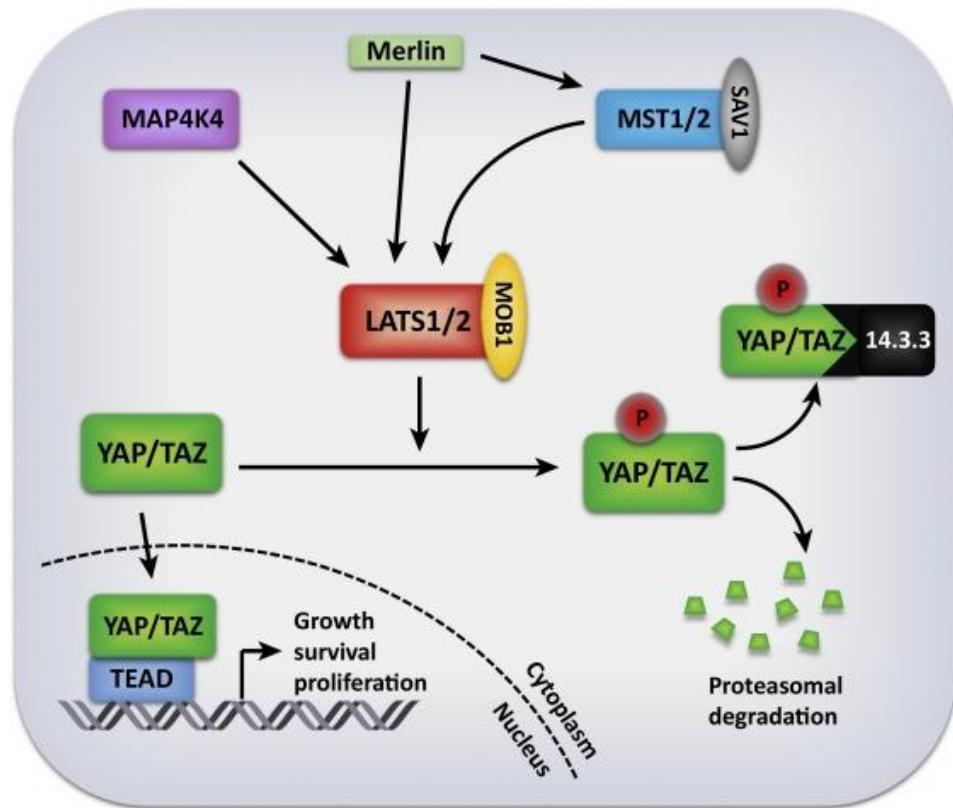 Merlin
MAP4K4
MST1/2
SAV1
LATS1/2
MOB1
P
YAP/TAZ
14.3.3
P
YAP/TAZ
YAP/TAZ
YAP/TAZ
TEAD
Growth
survival
proliferation
Cytoplasm
Nucleus
Proteasomal
degradation